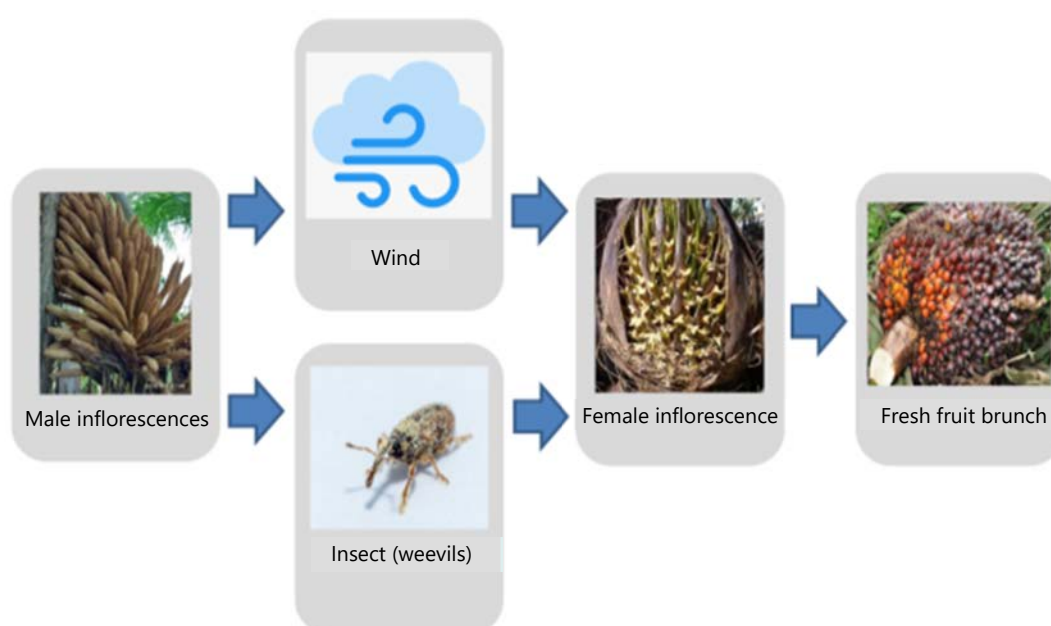 Wind
Male inflorescences
Female inflorescence
Fresh fruit brunch
Insect (weevils)